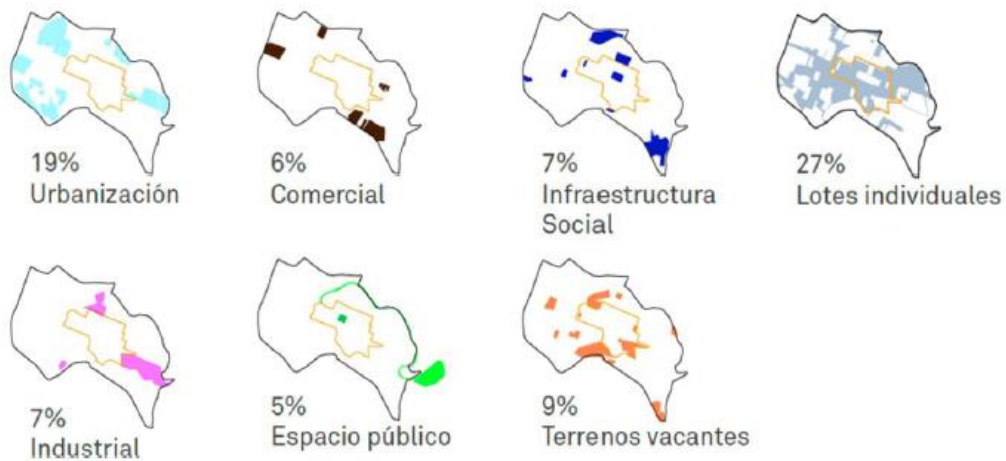 19%
Urbanización
6%
Comercial
7%
Infraestructura
Social
27%
Lotes individuales
7%
Industrial
5%
Espacio público
9%
Terrenos vacantes